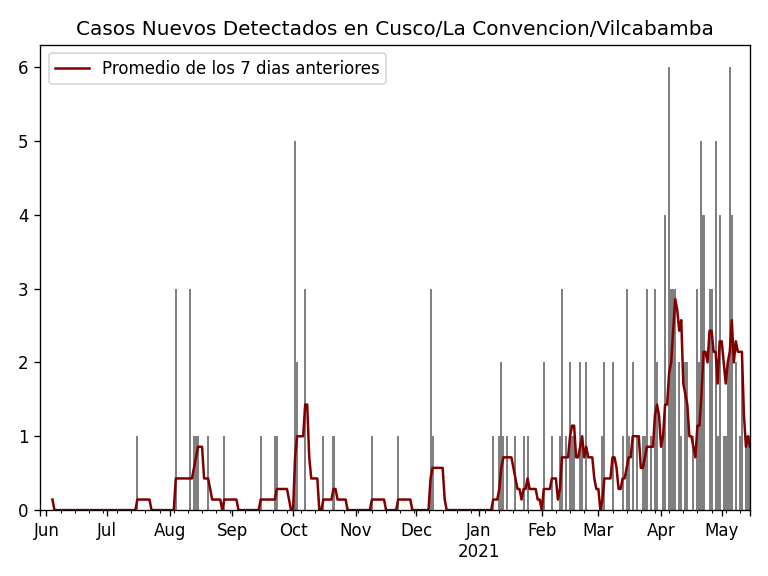 Casos Nuevos Detectados en Cusco/La Convencion/Vilcabamba
Promedio de los 7 dias anteriores
6
5
4
3
2
1
0
Jun Jul Aug Sep Oct Nov Dec Jan Feb Mar Apr May
2021